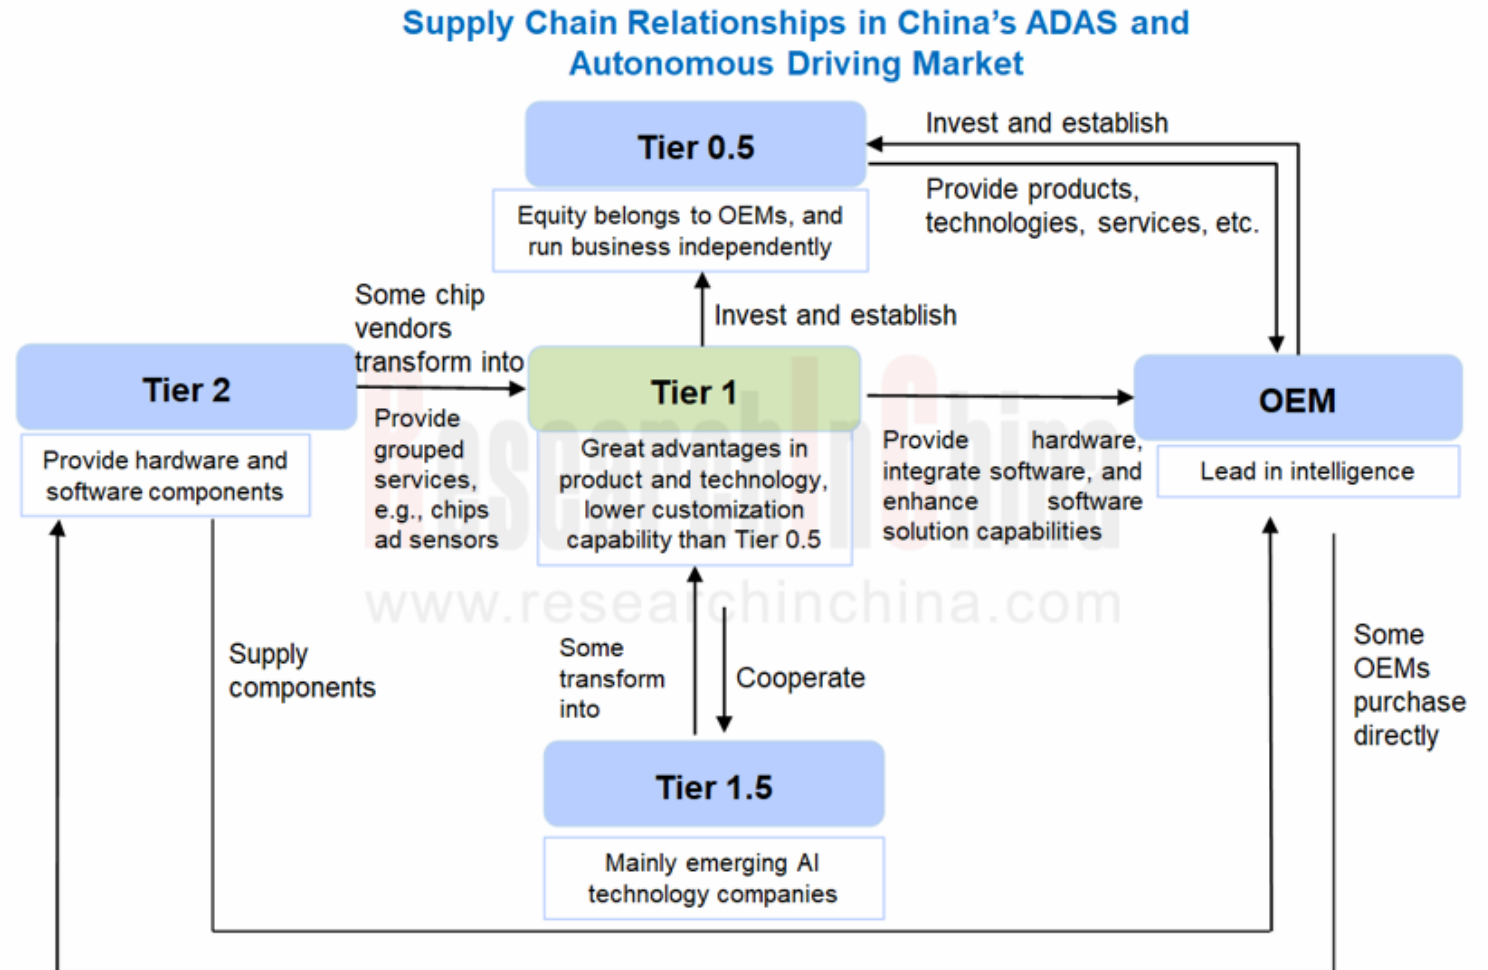 Supply Chain Relationships in China's ADAS and
Autonomous Driving Market
Tier 0.5
Equity belongs to OEMs, and
run business independently
Invest and establish
Provide products,
technologies, services, etc.
Some chip
vendors
transform into
Invest and establish
Tier 2
Provide hardware and
software components
Provide
grouped
services,
e.g., chips
ad sensors
Tier 1
Great advantages in
product and technology,
lower customization
capability than Tier 0.5
Provide hardware,
integrate software, and
enhance software
solution capabilities
OEM
Lead in intelligence
ResearchInChina
www.researchinchina.com
Supply
components
Some
transform
into
Cooperate
Some
OEMs
purchase
directly
Tier 1.5
Mainly emerging AI
technology companies